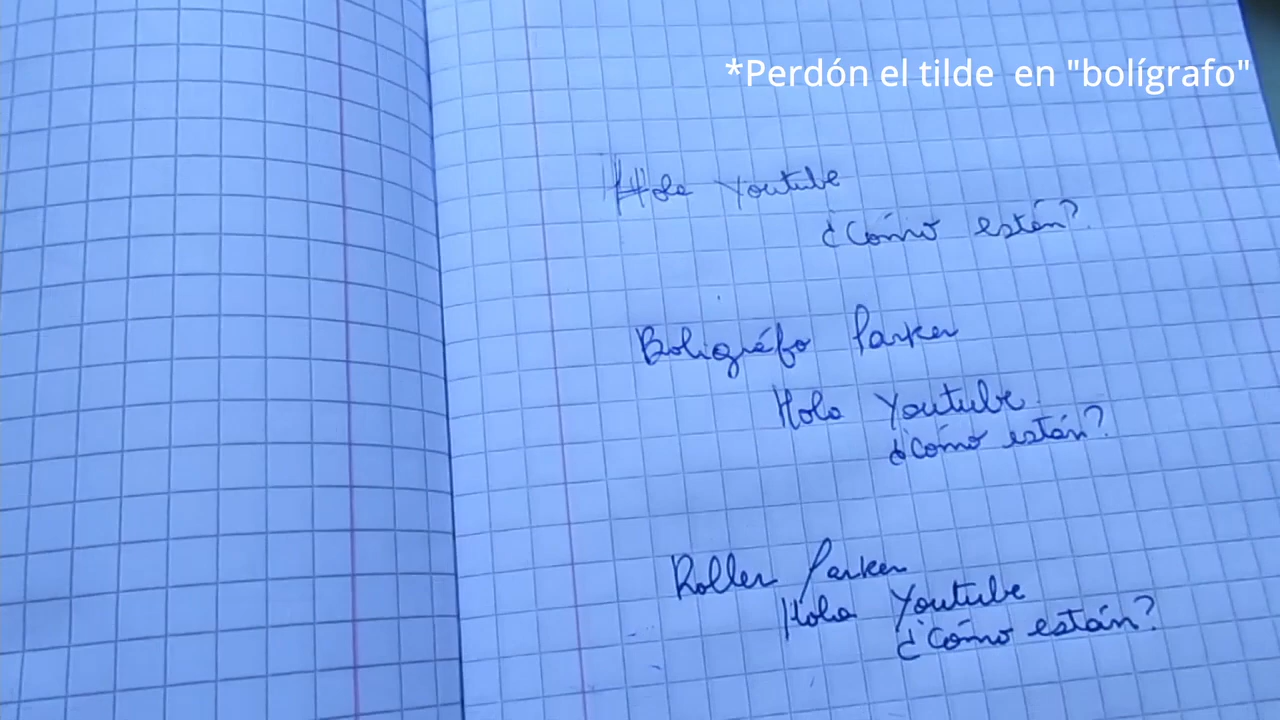 *Perdón el tilde en "bolígrafo"
Hola Youtube
¿Cómo están?
Boligráfo Parker
Hola Youtube
¿Cómo están?
Roller Parker
Hola Youtube
¿Cómo están?